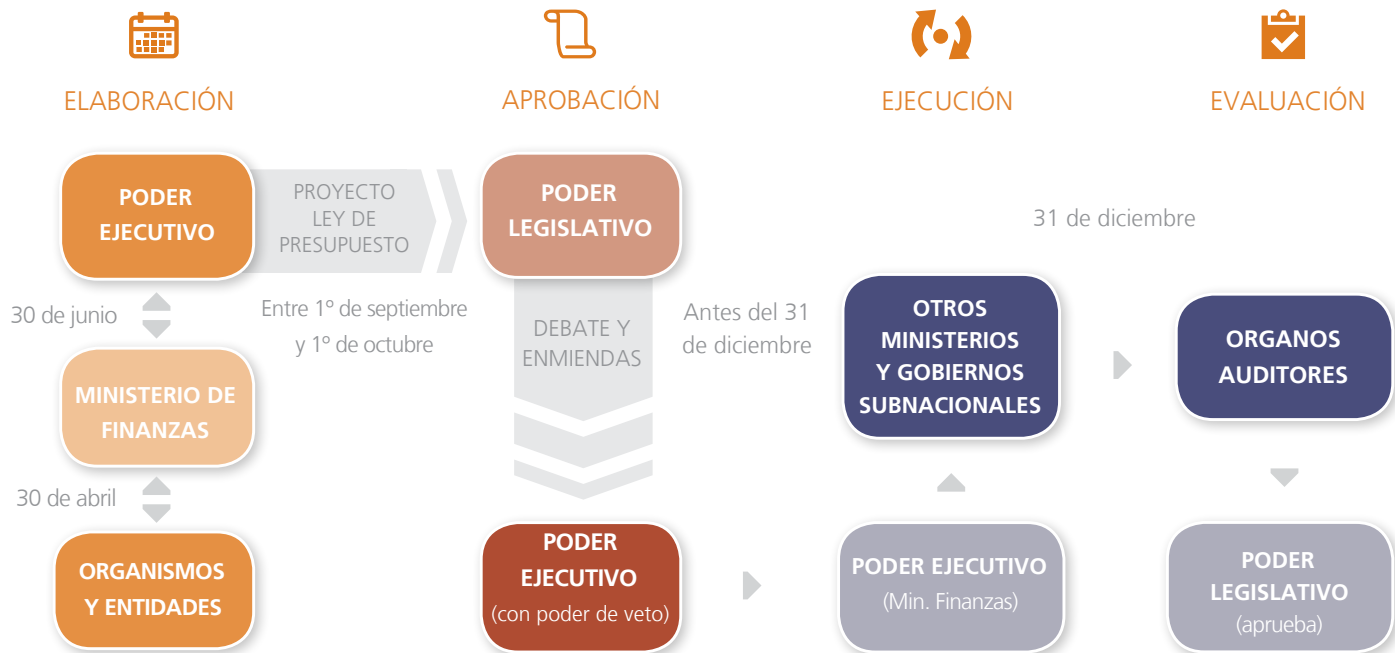 ELABORACIÓN
APROBACIÓN
EJECUCIÓN
EVALUACIÓN
PODER
EJECUTIVO
PROYECTO
LEY DE
PRESUPUESTO
PODER
LEGISLATIVO
31 de diciembre
30 de junio
Entre 1º de septiembre
y 1º de octubre
DEBATE Y
ENMIENDAS
Antes del 31
de diciembre
OTROS
MINISTERIOS
Y GOBIERNOS
SUBNACIONALES
ORGANOS
AUDITORES
MINISTERIO DE
FINANZAS
30 de abril
ORGANISMOS
Y ENTIDADES
PODER
EJECUTIVO
(con poder de veto)
PODER EJECUTIVO
(Min. Finanzas)
PODER
LEGISLATIVO
(aprueba)